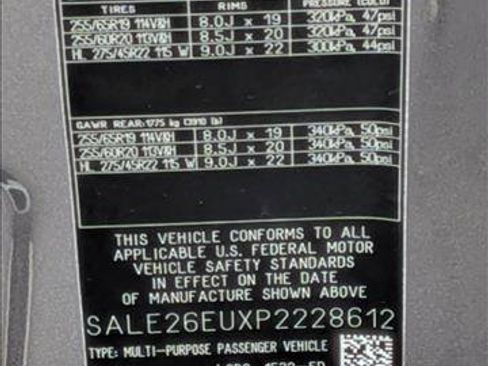 TIRES RIMS PRESSURE (COLD)
255/65R19 114V&H 8.0J x 19 320kPa, 47psi
255/60R20 113V&H 8.5J x 20 320kPa, 47psi
HL 275/45R22 115 W 9.0J x 22 300kPa, 44psi
GAWR REAR:1775 kg (3910 lb)
255/65R19 114V&H 8.0J x 19 340kPa, 50psi
255/60R20 113V&H 8.5J x 20 340kPa, 50psi
HL 275/45R22 115 W 9.0J x 22 340kPa, 50psi
THIS VEHICLE CONFORMS TO ALL
APPLICABLE U.S. FEDERAL MOTOR
VEHICLE SAFETY STANDARDS
IN EFFECT ON THE DATE
OF MANUFACTURE SHOWN ABOVE
SALE26EUXP2228612
TYPE: MULTI-PURPOSE PASSENGER VEHICLE